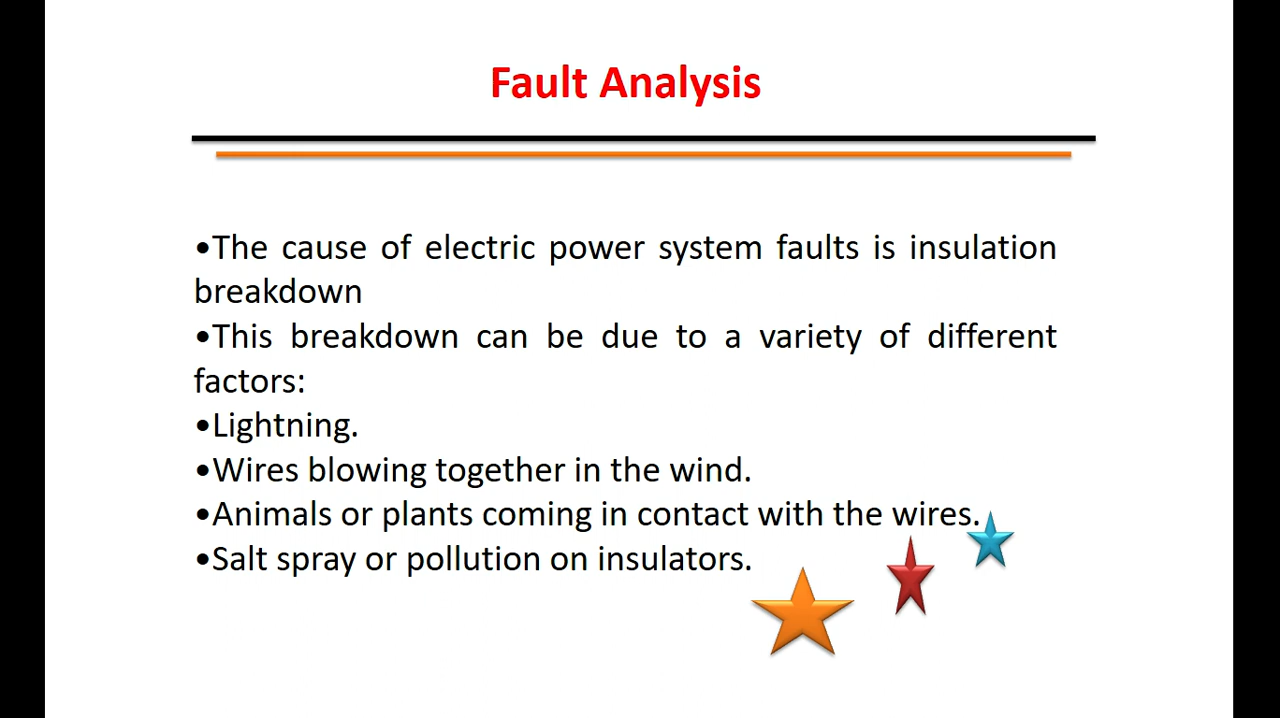 Fault Analysis
•The cause of electric power system faults is insulation
breakdown
•This breakdown can be due to a variety of different
factors:
•Lightning.
•Wires blowing together in the wind.
•Animals or plants coming in contact with the wires.
•Salt spray or pollution on insulators.